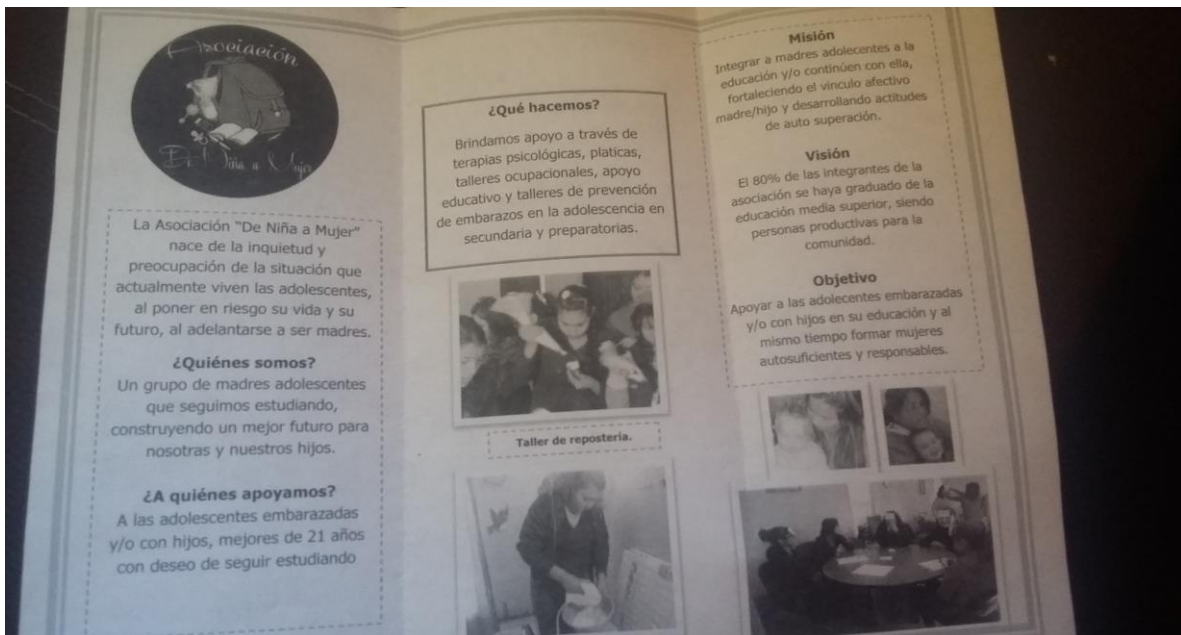 Asociación
De Niña a Mujer
La Asociación "De Niña a Mujer"
nace de la inquietud y
preocupación de la situación que
actualmente viven las adolescentes,
al poner en riesgo su vida y su
futuro, al adelantarse a ser madres.
¿Quiénes somos?
Un grupo de madres adolescentes
que seguimos estudiando,
construyendo un mejor futuro para
nosotras y nuestros hijos.
¿A quiénes apoyamos?
A las adolescentes embarazadas
y/o con hijos, mejores de 21 años
con deseo de seguir estudiando
¿Qué hacemos?
Brindamos apoyo a través de
terapias psicológicas, platicas,
talleres ocupacionales, apoyo
educativo y talleres de prevención
de embarazos en la adolescencia en
secundaria y preparatorias.
Taller de repostería.
Misión
Integrar a madres adolecentes a la
educación y/o continúen con ella,
fortaleciendo el vinculo afectivo
madre/hijo y desarrollando actitudes
de auto superación.
Visión
El 80% de las integrantes de la
asociación se haya graduado de la
educación media superior, siendo
personas productivas para la
comunidad.
Objetivo
Apoyar a las adolecentes embarazadas
y/o con hijos en su educación y al
mismo tiempo formar mujeres
autosuficientes y responsables.